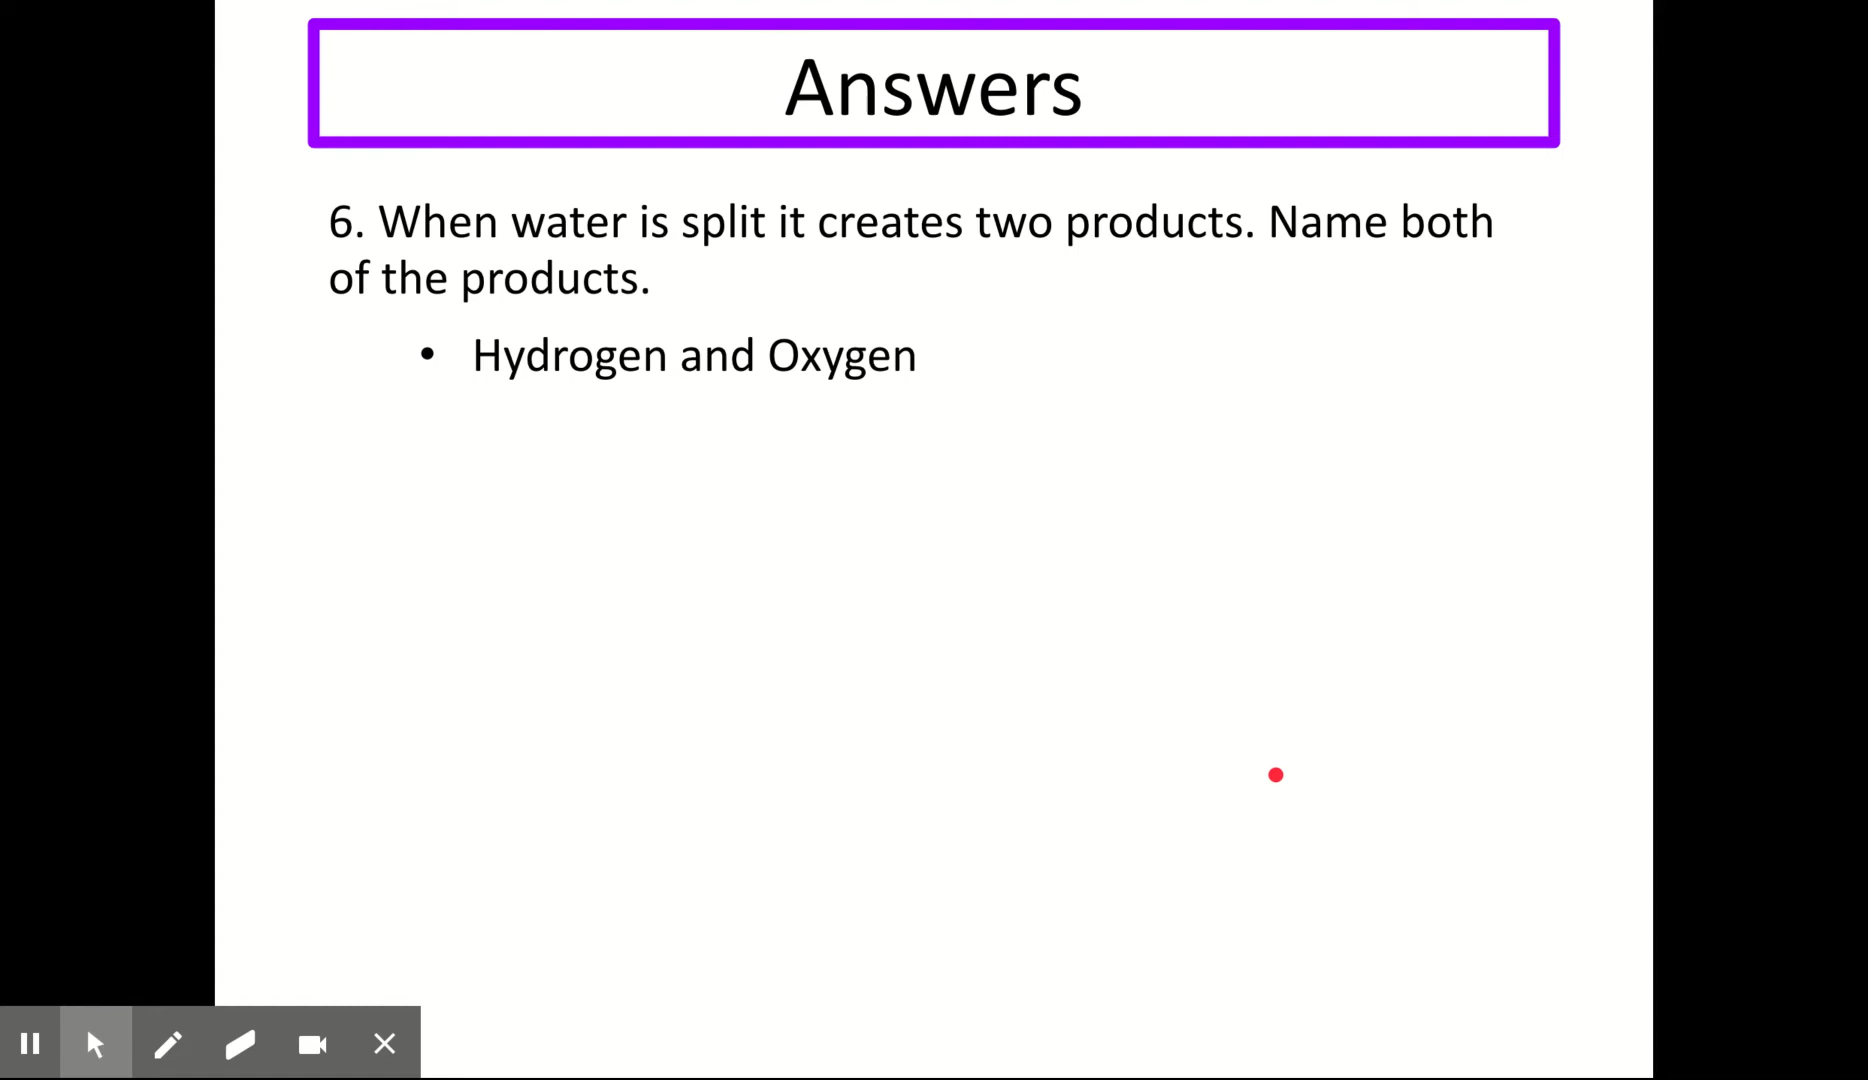 Answers
6. When water is split it creates two products. Name both
of the products.
• Hydrogen and Oxygen